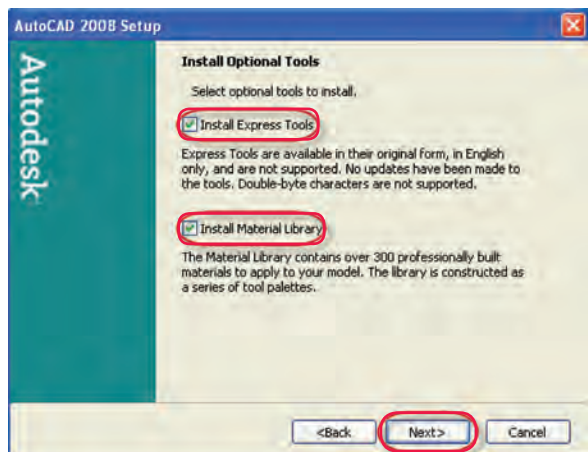 AutoCAD 2008 Setup
Autodesk
Install Optional Tools
Select optional tools to install.
Install Express Tools
Express Tools are available in their original form, in English
only, and are not supported. No updates have been made to
the tools. Double-byte characters are not supported.
Install Material Library
The Material Library contains over 300 professionally built
materials to apply to your model. The library is constructed as
a series of tool palettes.
<Back
Next>
Cancel